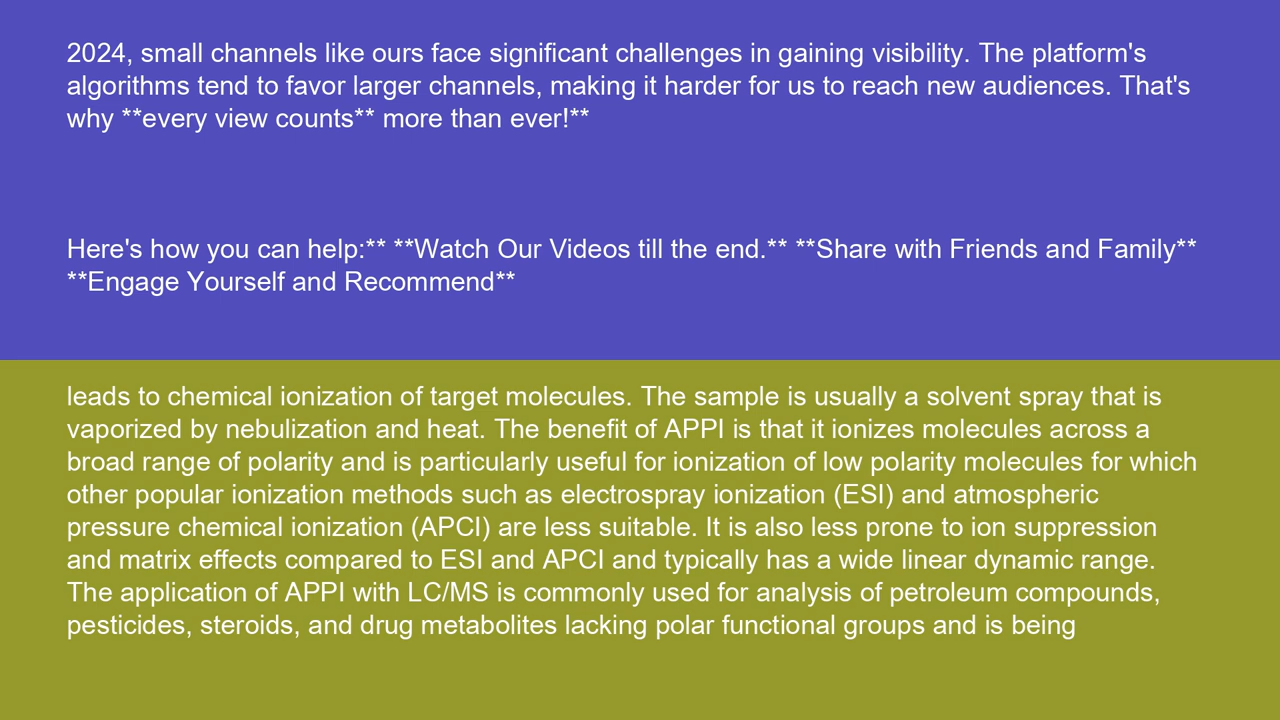 2024, small channels like ours face significant challenges in gaining visibility. The platform's
algorithms tend to favor larger channels, making it harder for us to reach new audiences. That's
why **every view counts** more than ever!**
Here's how you can help:** **Watch Our Videos till the end.** **Share with Friends and Family**
**Engage Yourself and Recommend**
leads to chemical ionization of target molecules. The sample is usually a solvent spray that is
vaporized by nebulization and heat. The benefit of APPI is that it ionizes molecules across a
broad range of polarity and is particularly useful for ionization of low polarity molecules for which
other popular ionization methods such as electrospray ionization (ESI) and atmospheric
pressure chemical ionization (APCI) are less suitable. It is also less prone to ion suppression
and matrix effects compared to ESI and APCI and typically has a wide linear dynamic range.
The application of APPI with LC/MS is commonly used for analysis of petroleum compounds,
pesticides, steroids, and drug metabolites lacking polar functional groups and is being